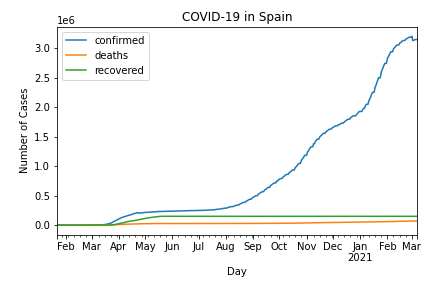 COVID-19 in Spain
1e6
confirmed
deaths
recovered
3.0
2.5
2.0
1.5
1.0
0.5
0.0
Number of Cases
Feb Mar Apr May Jun Jul Aug Sep Oct Nov Dec Jan Feb Mar
2021
Day